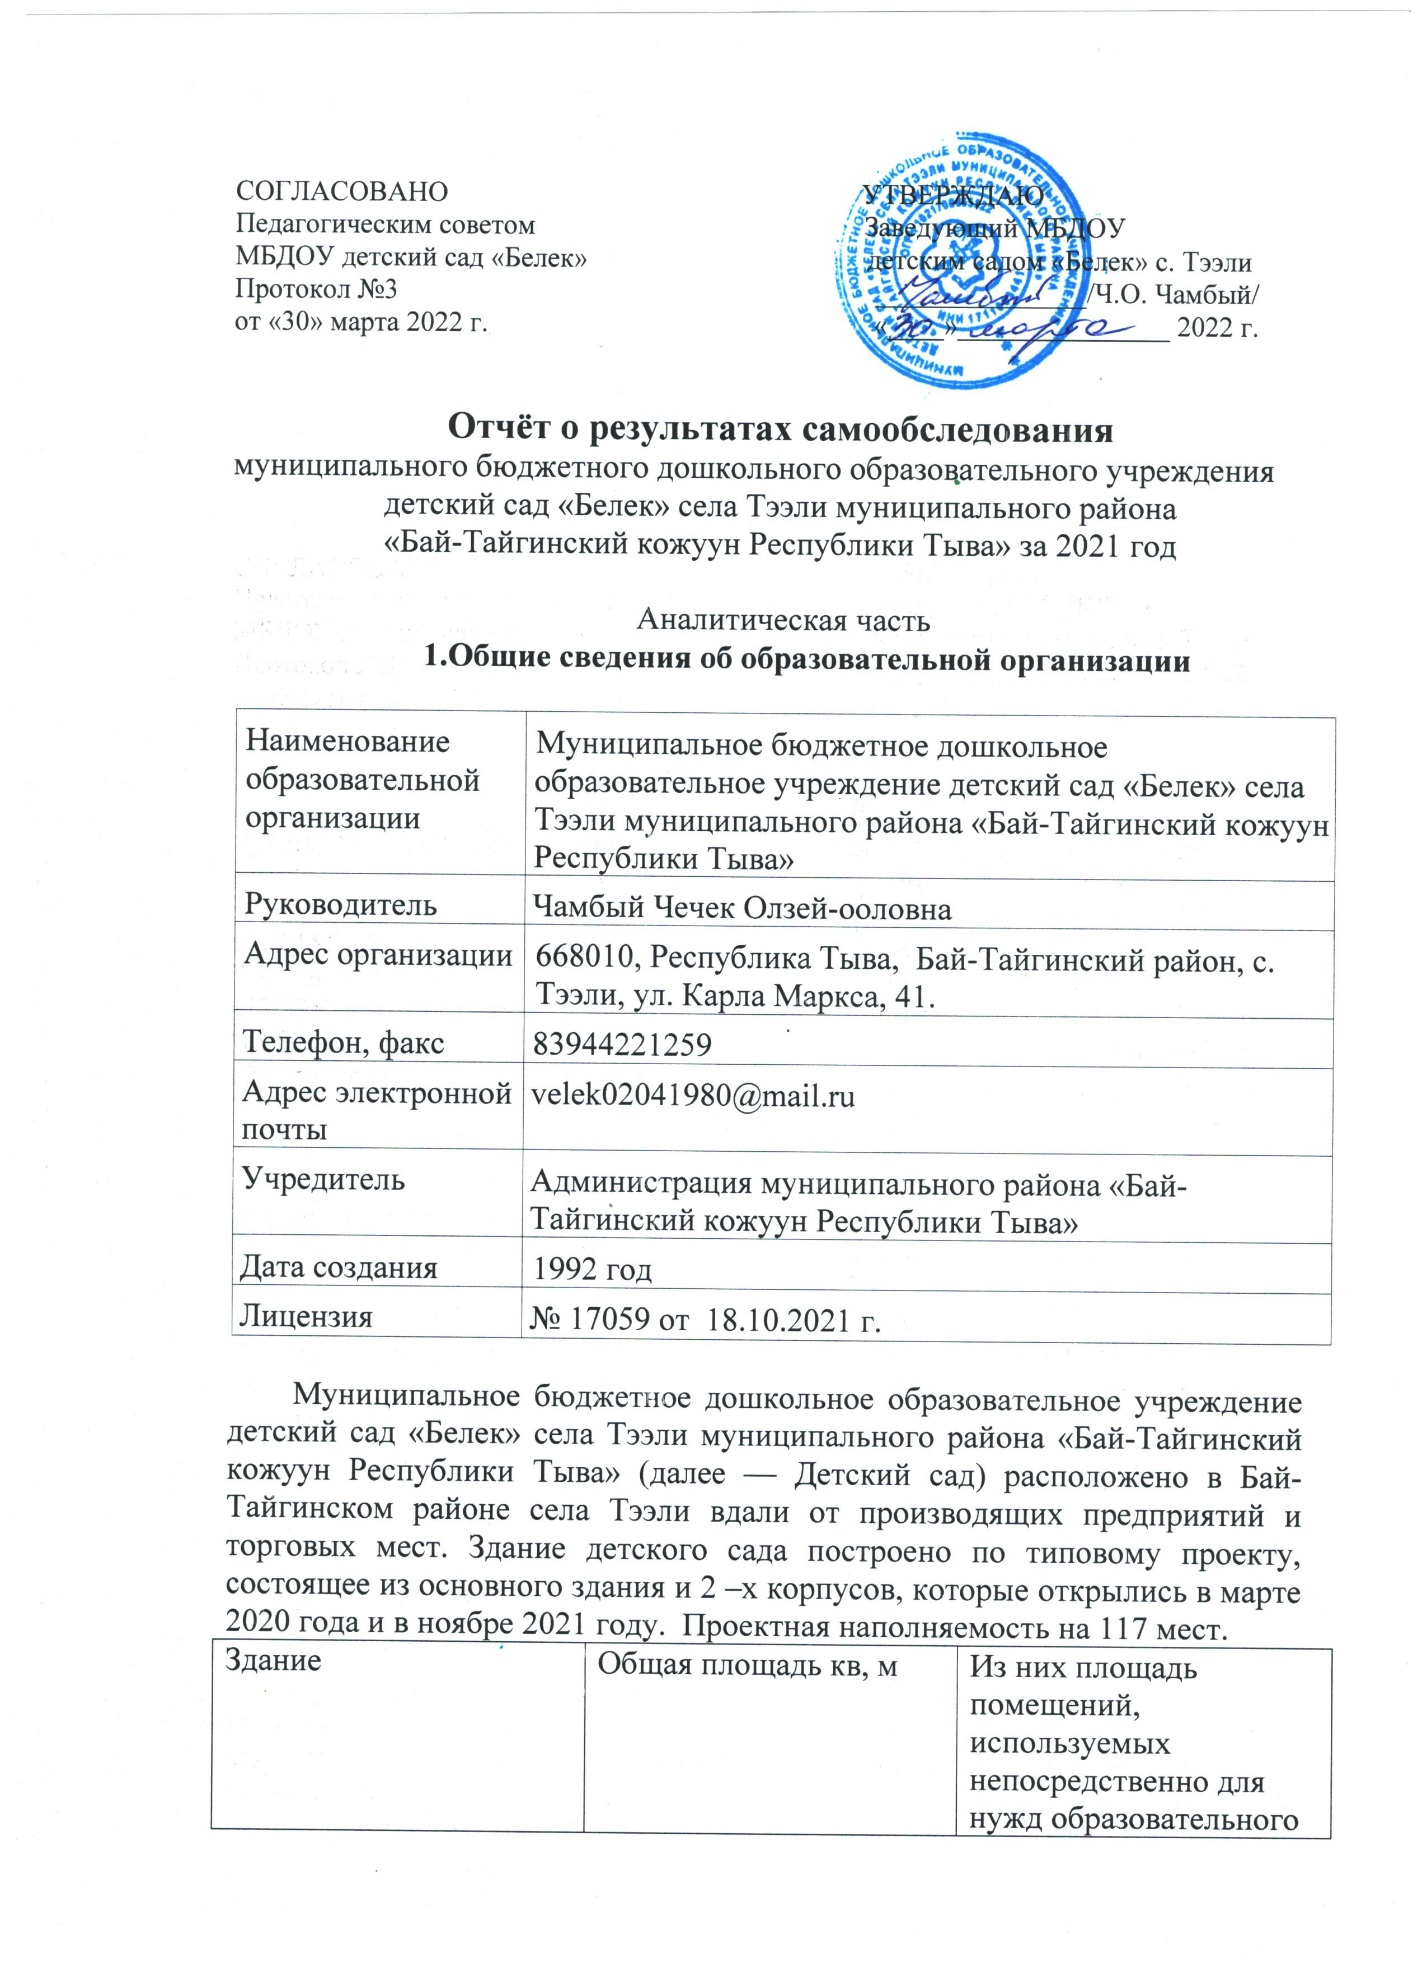 СОГЛАСОВАНО
Педагогическим советом
МБДОУ детский сад «Белек»
Протокол №3
от «30» марта 2022 г.
УТВЕРЖДАЮ
Заведующий МБДОУ
детским садом «Белек» с. Тээли
/Ч.О. Чамбый/
«30» марта 2022 г.
Отчёт о результатах самообследования
муниципального бюджетного дошкольного образовательного учреждения
детский сад «Белек» села Тээли муниципального района
«Бай-Тайгинский кожуун Республики Тыва» за 2021 год
Аналитическая часть
1.Общие сведения об образовательной организации
Наименование
образовательной
организации
Муниципальное бюджетное дошкольное
образовательное учреждение детский сад «Белек» села
Тээли муниципального района «Бай-Тайгинский кожуун
Республики Тыва»
Руководитель
Чамбый Чечек Олзей-ооловна
Адрес организации
668010, Республика Тыва, Бай-Тайгинский район, с.
Тээли, ул. Карла Маркса, 41.
Телефон, факс
83944221259
Адрес электронной
почты
velek02041980@mail.ru
Учредитель
Администрация муниципального района «Бай-
Тайгинский кожуун Республики Тыва»
Дата создания
1992 год
Лицензия
№ 17059 от 18.10.2021 г.
Муниципальное бюджетное дошкольное образовательное учреждение
детский сад «Белек» села Тээли муниципального района «Бай-Тайгинский
кожуун Республики Тыва» (далее — Детский сад) расположено в Бай-
Тайгинском районе села Тээли вдали от производящих предприятий и
торговых мест. Здание детского сада построено по типовому проекту,
состоящее из основного здания и 2 –х корпусов, которые открылись в марте
2020 года и в ноябре 2021 году. Проектная наполняемость на 117 мест.
Здание
Общая площадь кв, м
Из них площадь
помещений,
используемых
непосредственно для
нужд образовательного